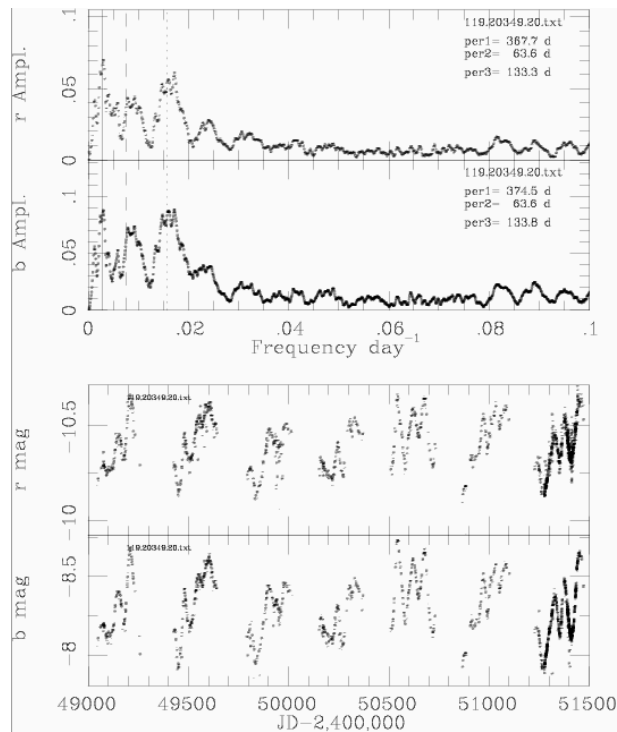 .1
119.20349.20.txt
per1= 367.7 d
per2= 63.6 d
per3= 133.3 d
.05
r Ampl.
0
119.20349.20.txt
.1
per1= 374.5 d
per2- 63.6 d
per3= 133.8 d
.05
b Ampl.
0
0 .02 .04 .06 .08 .1
Frequency day-1
119.20349.20.txt
-10.5
r mag
-10
119.20349.20.txt
-8.5
b mag
-8
49000 49500 50000 50500 51000 51500
JD-2,400,000